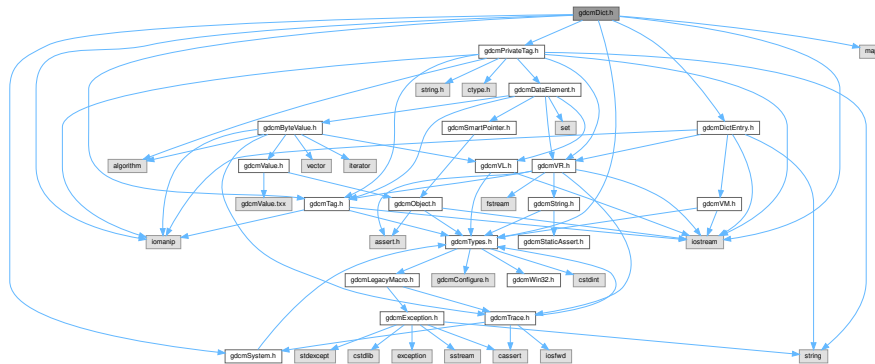 gdcmDict.h
gdcmPrivateTag.h
map
string.h
ctype.h
gdcmDataElement.h
gdcmByteValue.h
gdcmSmartPointer.h
set
gdcmDictEntry.h
algorithm
gdcmValue.h
vector
iterator
gdcmVL.h
gdcmVR.h
gdcmValue.txx
gdcmTag.h
gdcmObject.h
fstream
gdcmString.h
gdcmVM.h
iomanip
assert.h
gdcmTypes.h
gdcmStaticAssert.h
iostream
gdcmLegacyMacro.h
gdcmConfigure.h
gdcmWin32.h
cstdint
gdcmException.h
gdcmTrace.h
gdcmSystem.h
stdexcept
cstdlib
exception
sstream
cassert
iosfwd
string